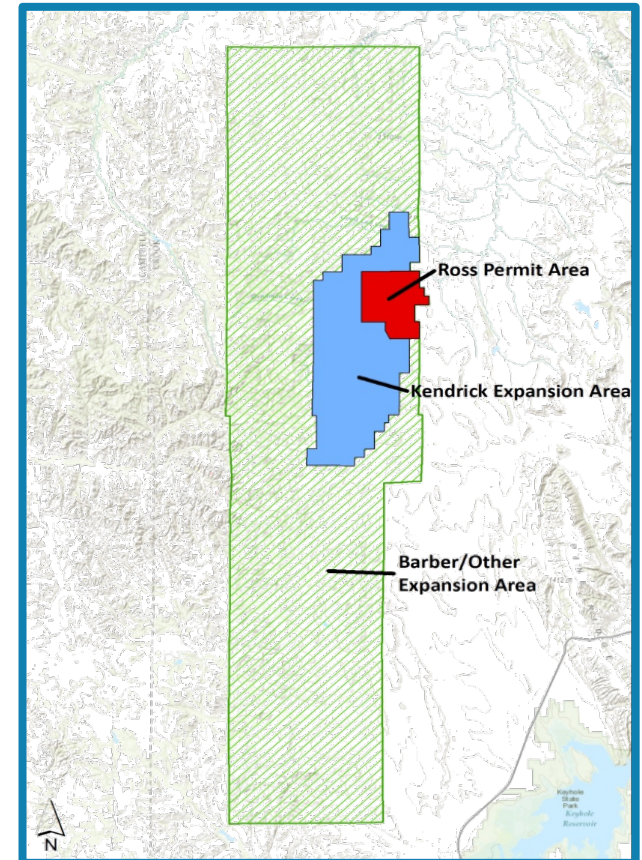 Ross Permit Area
Kendrick Expansion Area
Barber/Other
Expansion Area
Keyhole
State
Park
Keyhole
Reservoir
N